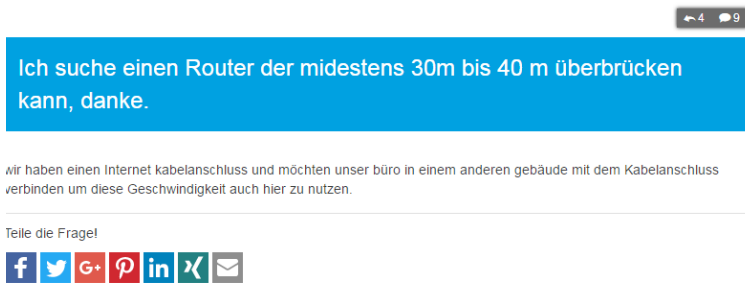 4 9
Ich suche einen Router der midestens 30m bis 40 m überbrücken
kann, danke.
wir haben einen Internet kabelanschluss und möchten unser büro in einem anderen gebäude mit dem Kabelanschluss
verbinden um diese Geschwindigkeit auch hier zu nutzen.
Teile die Frage!
f G+ in